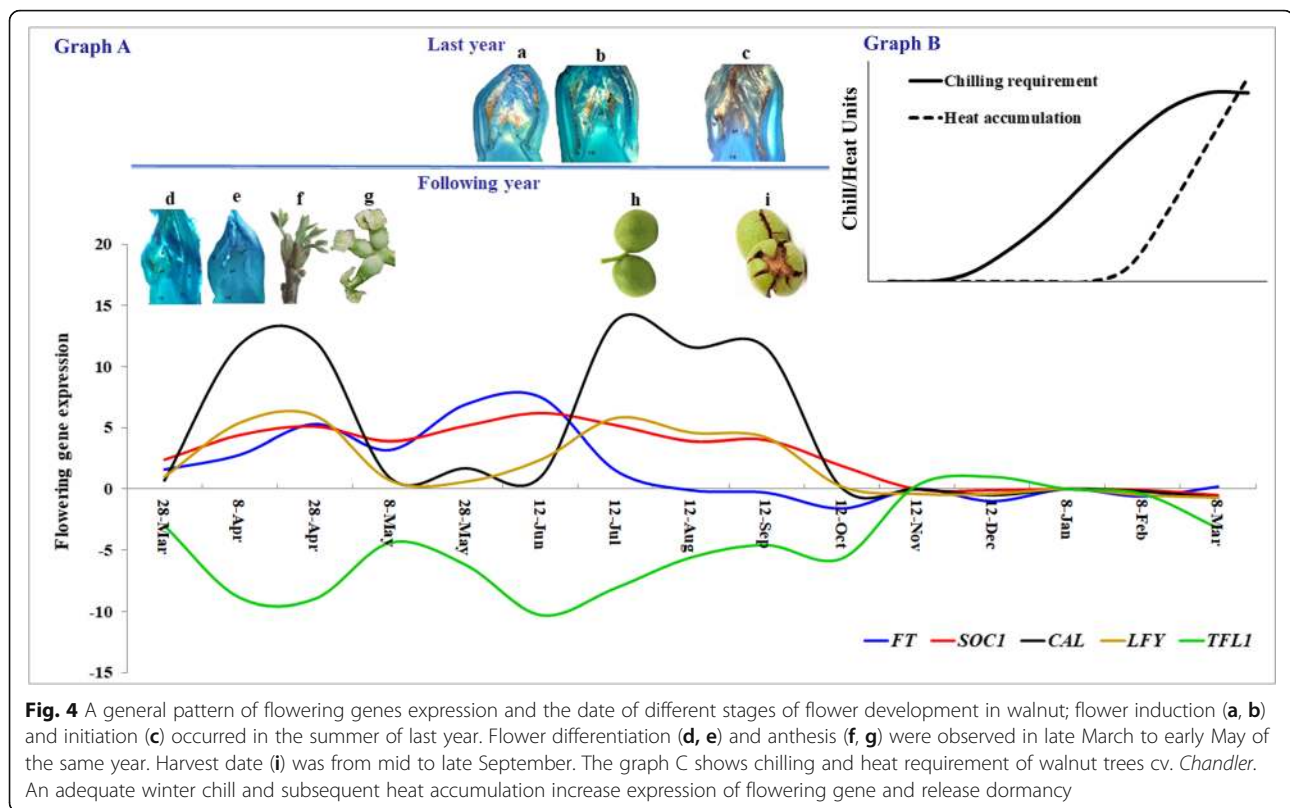 Graph A
Last year
a b c
Graph B
Chilling requirement
Heat accumulation
Chill/Heat Units
Following year
d e f g h i
20
15
10
5
0
-5
-10
-15
Flowering gene expression
28-Mar
8-Apr
28-Apr
8-May
28-May
12-Jun
12-Jul
12-Aug
12-Sep
12-Oct
12-Nov
12-Dec
8-Jan
8-Feb
8-Mar
FT SOC1 CAL LFY TFL1
Fig. 4 A general pattern of flowering genes expression and the date of different stages of flower development in walnut; flower induction (a, b)
and initiation (c) occurred in the summer of last year. Flower differentiation (d, e) and anthesis (f, g) were observed in late March to early May of
the same year. Harvest date (i) was from mid to late September. The graph C shows chilling and heat requirement of walnut trees cv. Chandler.
An adequate winter chill and subsequent heat accumulation increase expression of flowering gene and release dormancy